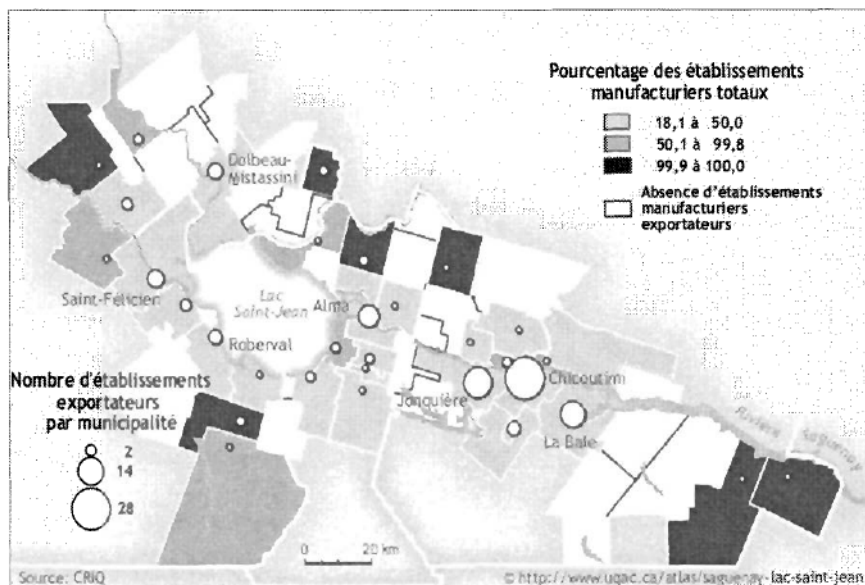 Pourcentage des établissements
manufacturiers totaux
18,1 à 50,0
50,1 à 99,8
99,9 à 100,0
Absence d'établissements
manufacturiers
exportateurs
Dolbeau-
Mistassini
Saint-Félicien
Lac
Saint-Jean
Alma
Roberval
Chicoutimi
Jonquière
La Baie
Rivière Saguenay
Nombre d'établissements
exportateurs
par municipalité
2
14
28
0 20 km
Source: CRIQ
© http://www.uqac.ca/atlas/saguenay-lac-saint-jean